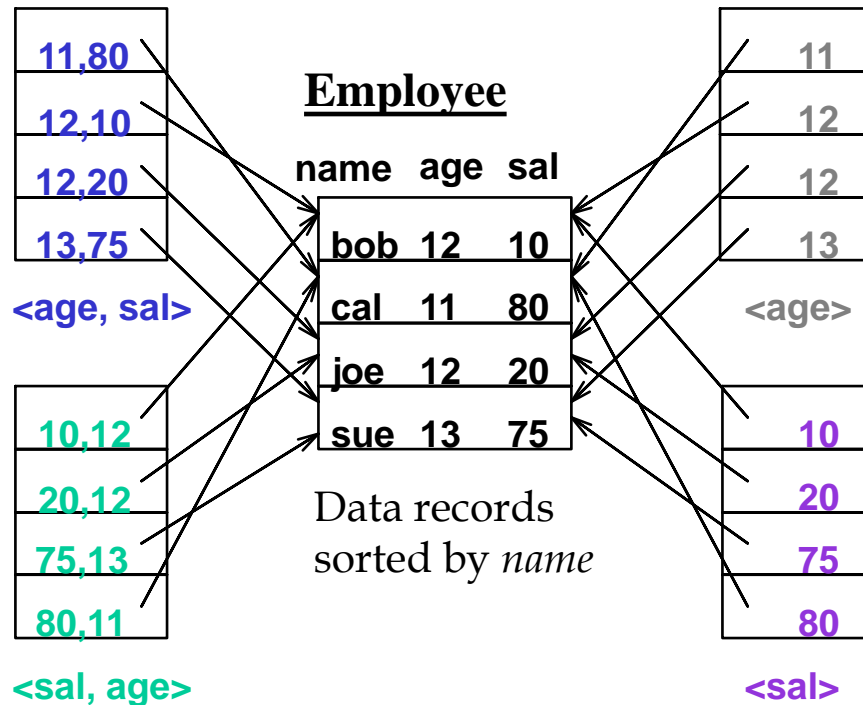 11,80
12,10
12,20
13,75
<age, sal>
10,12
20,12
75,13
80,11
<sal, age>
Employee
name age sal
bob 12 10
cal 11 80
joe 12 20
sue 13 75
Data records
sorted by name
11
12
12
13
<age>
10
20
75
80
<sal>